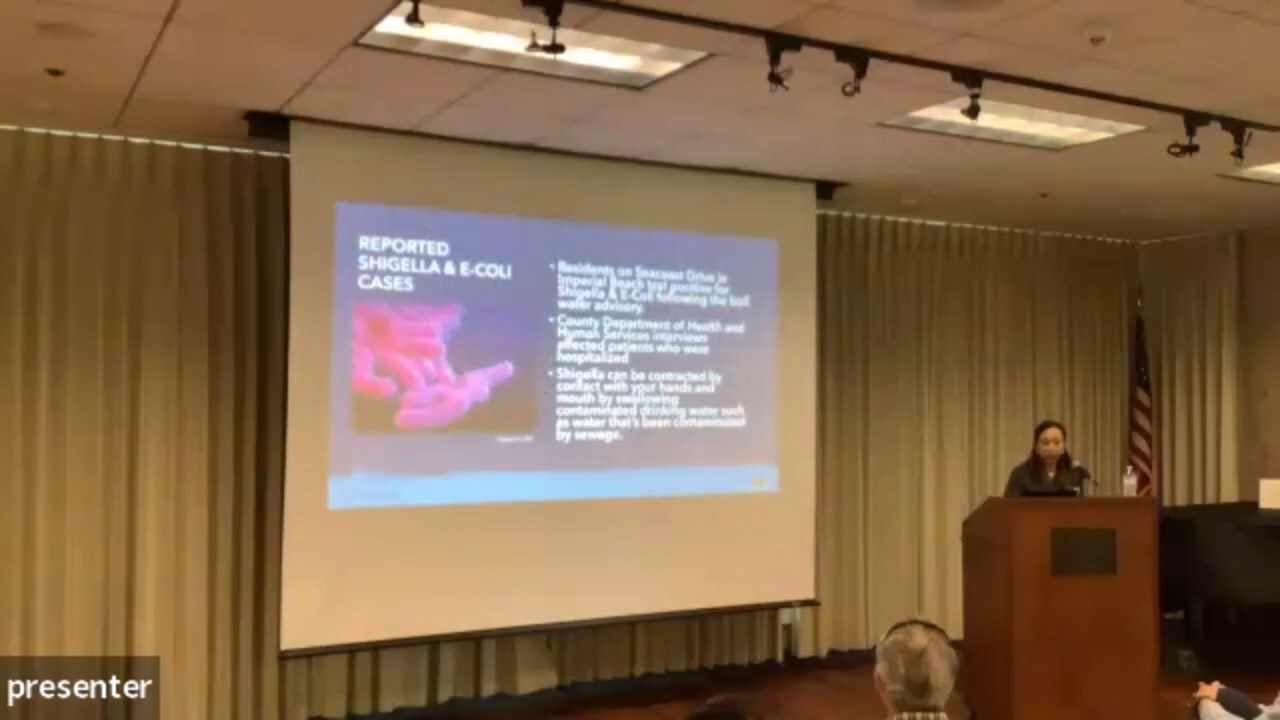 REPORTED
SHIGELLA & E-COLI
CASES
• Residents on Seacoast Drive in
Imperial Beach test positive for
Shigella & E-Coli following the boil
water advisory.
• County Department of Health and
Human Services interviews
affected patients who were
hospitalized
• Shigella can be contracted by
contact with your hands and
mouth by swallowing
contaminated drinking water such
as water that's been contaminated
by sewage.
presenter